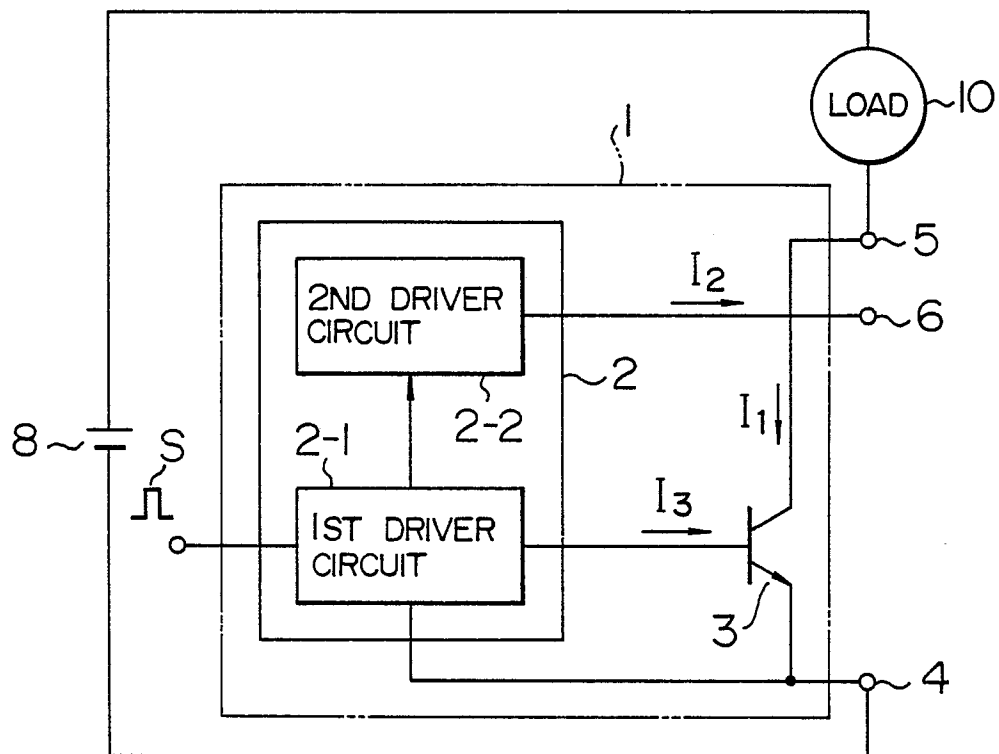 1
LOAD
10
5
I2
6
2ND DRIVER
CIRCUIT
2
2-2
I1
8
S
2-1
I3
1ST DRIVER
CIRCUIT
3
4